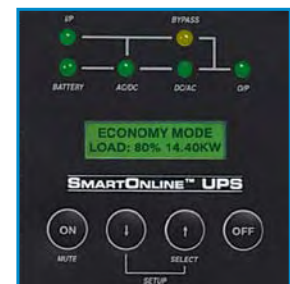 I/P BYPASS
BATTERY AC/DC DC/AC O/P
ECONOMY MODE
LOAD: 80% 14.40KW
SMARTONLINE™ UPS
ON ↓ ↑ OFF
MUTE SELECT
SETUP